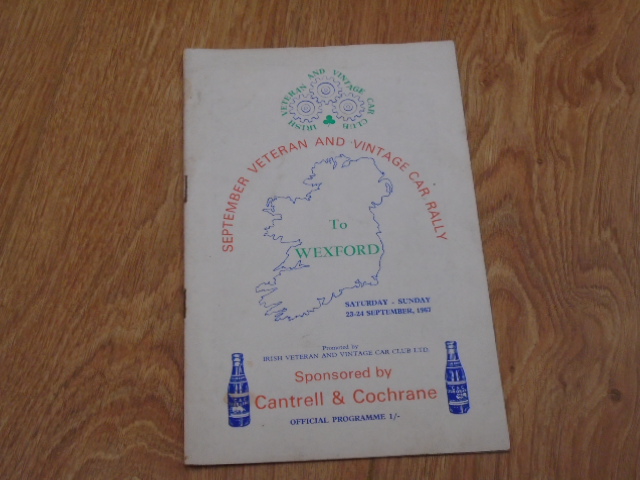 IRISH VETERAN AND VINTAGE CAR CLUB
SEPTEMBER VETERAN AND VINTAGE CAR RALLY
To
WEXFORD
SATURDAY - SUNDAY
23-24 SEPTEMBER, 1967
Promoted by
IRISH VETERAN AND VINTAGE CAR CLUB LTD
Sponsored by
Cantrell & Cochrane
OFFICIAL PROGRAMME 1/-